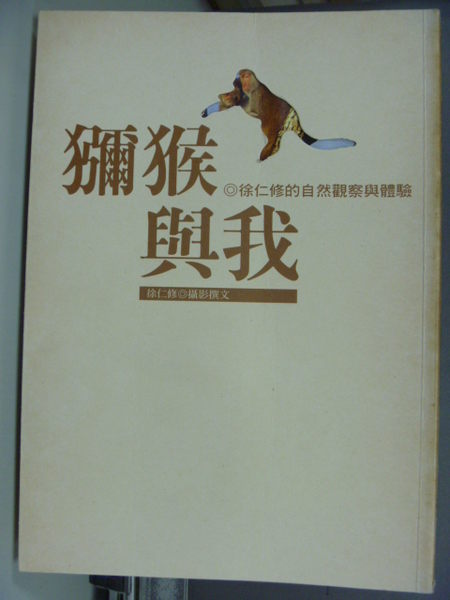 獼猴
◎徐仁修的自然觀察與體驗
與我
徐仁修◎攝影撰文